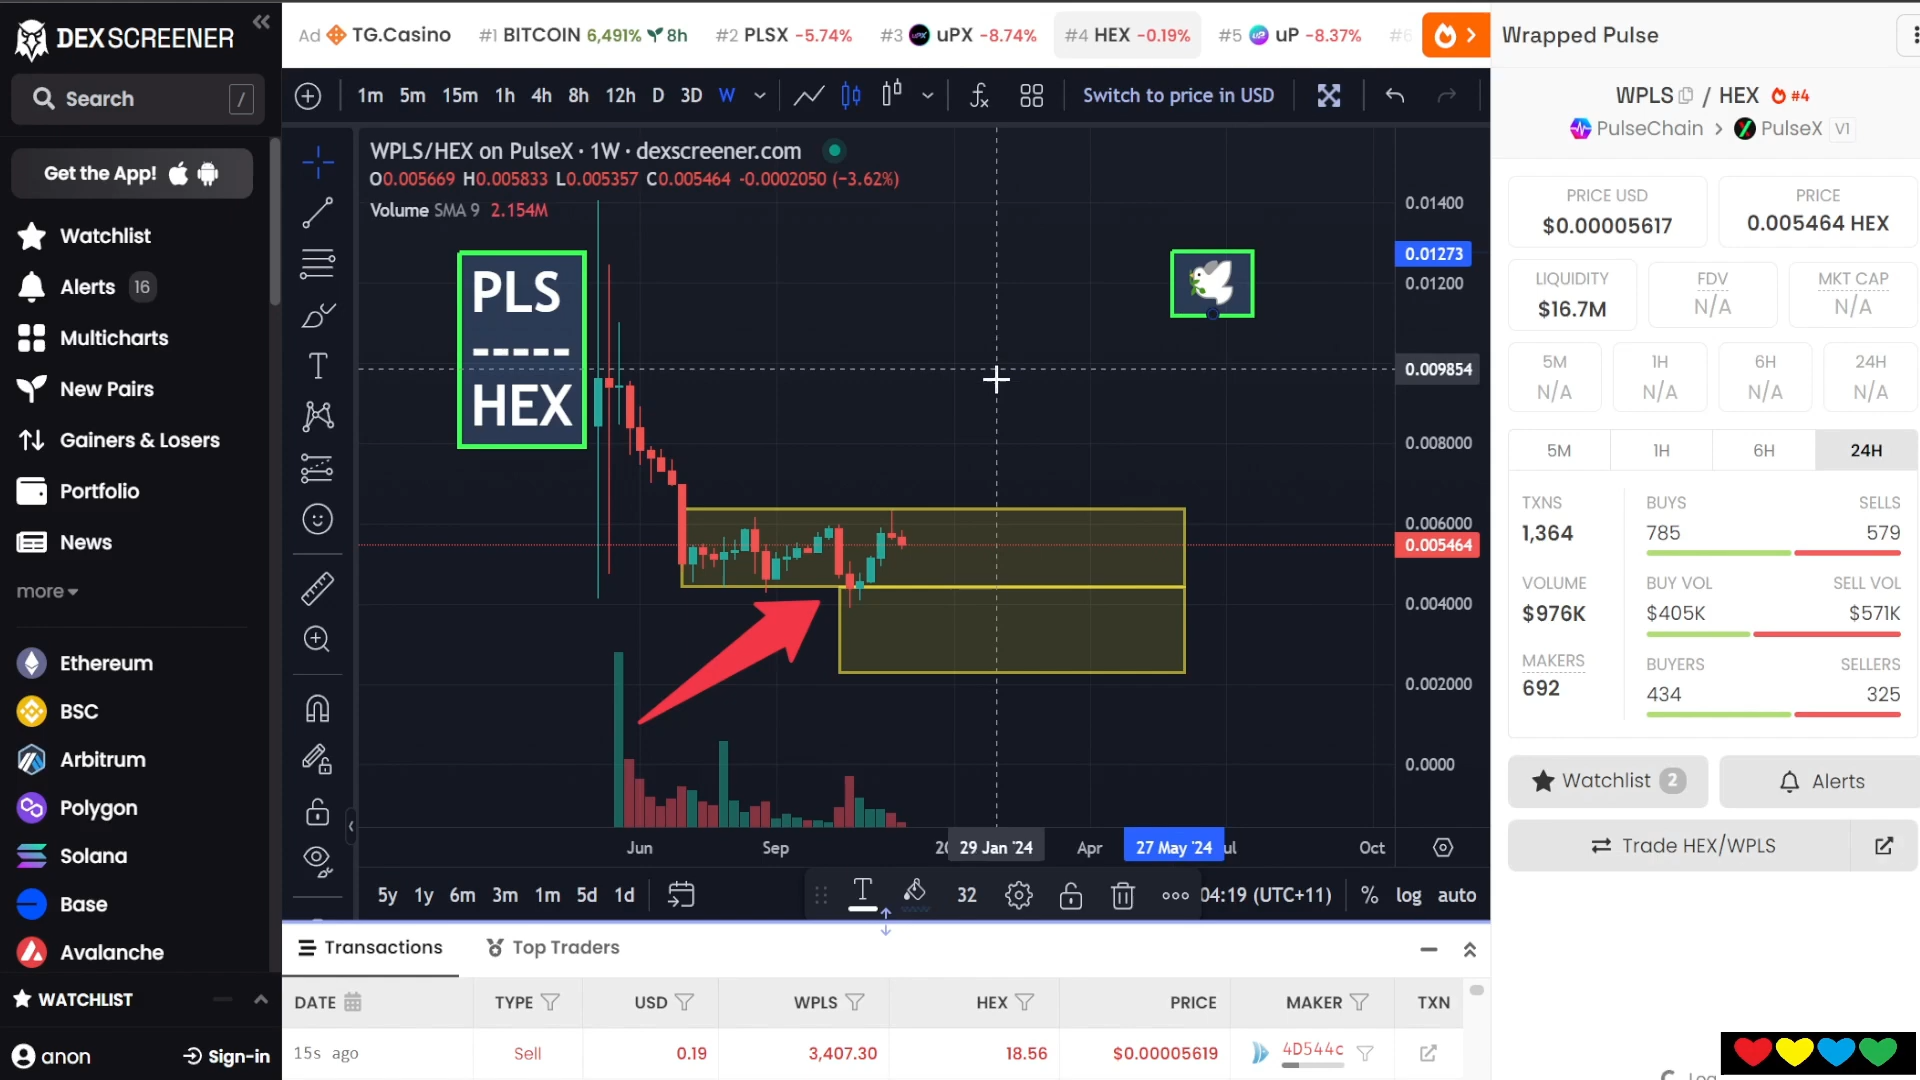 DEX SCREENER
Search
/
Get the App!
Watchlist
Alerts 16
Multicharts
New Pairs
Gainers & Losers
Portfolio
News
more
Ethereum
BSC
Arbitrum
Polygon
Solana
Base
Avalanche
WATCHLIST
anon
Sign-in
Ad TG.Casino
#1 BITCOIN 6,491% 8h
#2 PLSX -5.74%
#3 uPX -8.74%
#4 HEX -0.19%
#5 uP -8.37%
1m 5m 15m 1h 4h 8h 12h D 3D W
Switch to price in USD
WPLS/HEX on PulseX · 1W · dexscreener.com
O0.005669 H0.005833 L0.005357 C0.005464 -0.0002050 (−3.62%)
Volume SMA 9 2.154M
PLS
-----
HEX
0.01400
0.01273
0.01200
0.009854
0.008000
0.006000
0.005464
0.004000
0.002000
0.0000
Jun
Sep
29 Jan '24
Apr
27 May '24
Oct
5y 1y 6m 3m 1m 5d 1d
T
32
04:19 (UTC+11)
% log auto
Transactions
Top Traders
DATE TYPE USD WPLS HEX PRICE MAKER TXN
15s ago Sell 0.19 3,407.30 18.56 $0.00005619 4D544c
Wrapped Pulse
WPLS / HEX #4
PulseChain > PulseX V1
PRICE USD
$0.00005617
PRICE
0.005464 HEX
LIQUIDITY
$16.7M
FDV
N/A
MKT CAP
N/A
5M
N/A
1H
N/A
6H
N/A
24H
N/A
5M 1H 6H 24H
TXNS
1,364
BUYS
785
SELLS
579
VOLUME
$976K
BUY VOL
$405K
SELL VOL
$571K
MAKERS
692
BUYERS
434
SELLERS
325
Watchlist 2
Alerts
Trade HEX/WPLS